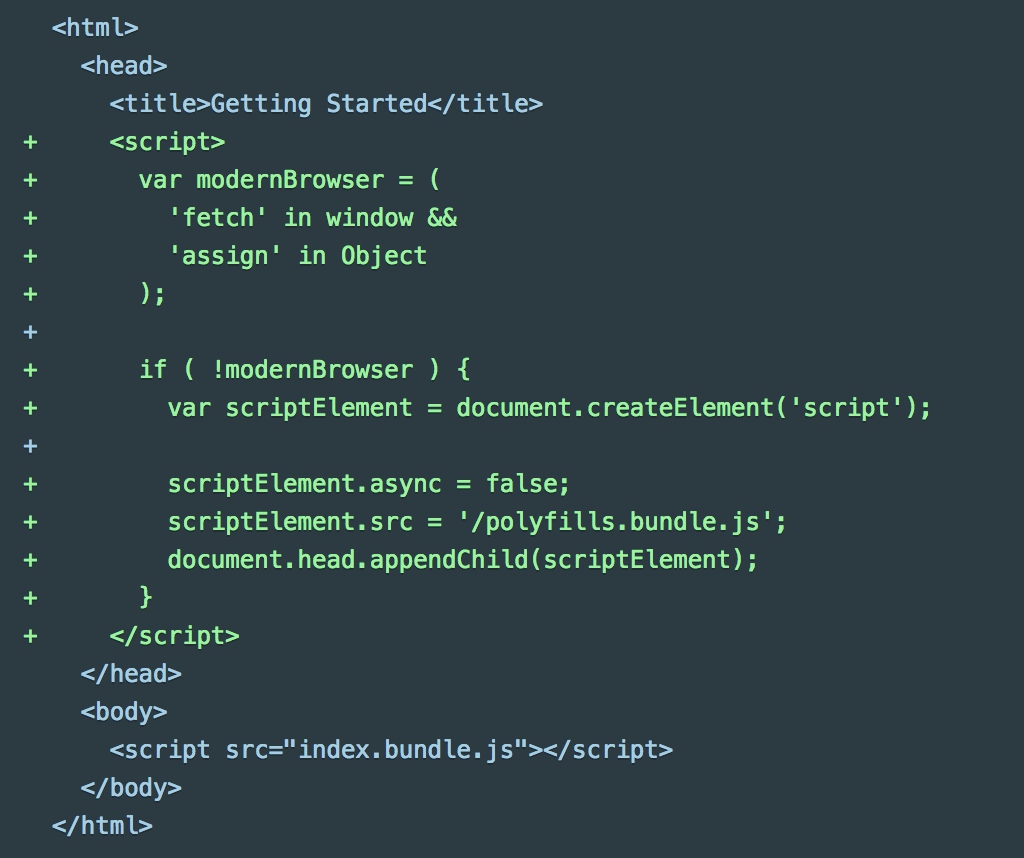 <html>
    <head>
      <title>Getting Started</title>
+     <script>
+       var modernBrowser = (
+         'fetch' in window &&
+         'assign' in Object
+       );
+
+       if ( !modernBrowser ) {
+         var scriptElement = document.createElement('script');
+
+         scriptElement.async = false;
+         scriptElement.src = '/polyfills.bundle.js';
+         document.head.appendChild(scriptElement);
+       }
+     </script>
    </head>
    <body>
      <script src="index.bundle.js"></script>
    </body>
  </html>